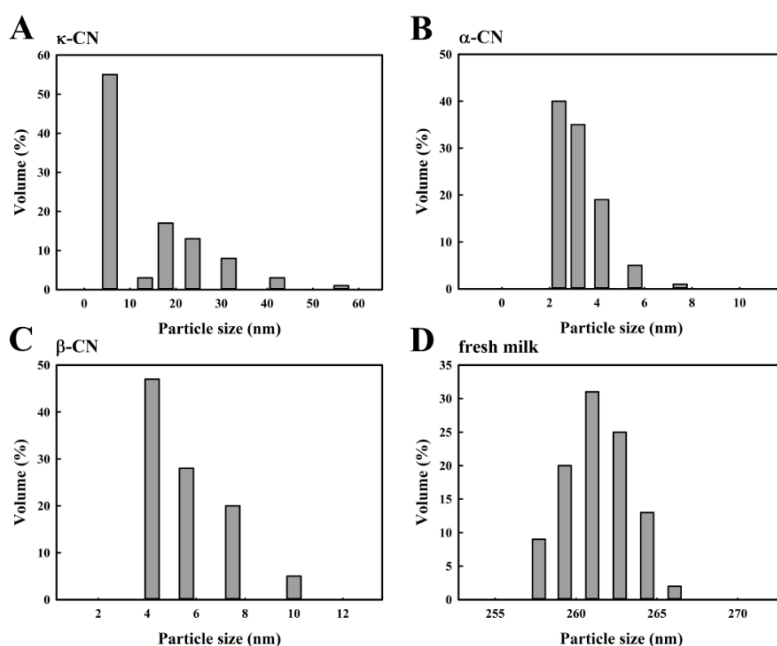 A
κ-CN
60
50
40
30
20
10
0
Volume (%)
0 10 20 30 40 50 60
Particle size (nm)
B
α-CN
50
40
30
20
10
0
Volume (%)
0 2 4 6 8 10
Particle size (nm)
C
β-CN
50
40
30
20
10
0
Volume (%)
2 4 6 8 10 12
Particle size (nm)
D
fresh milk
35
30
25
20
15
10
5
0
Volume (%)
255 260 265 270
Particle size (nm)